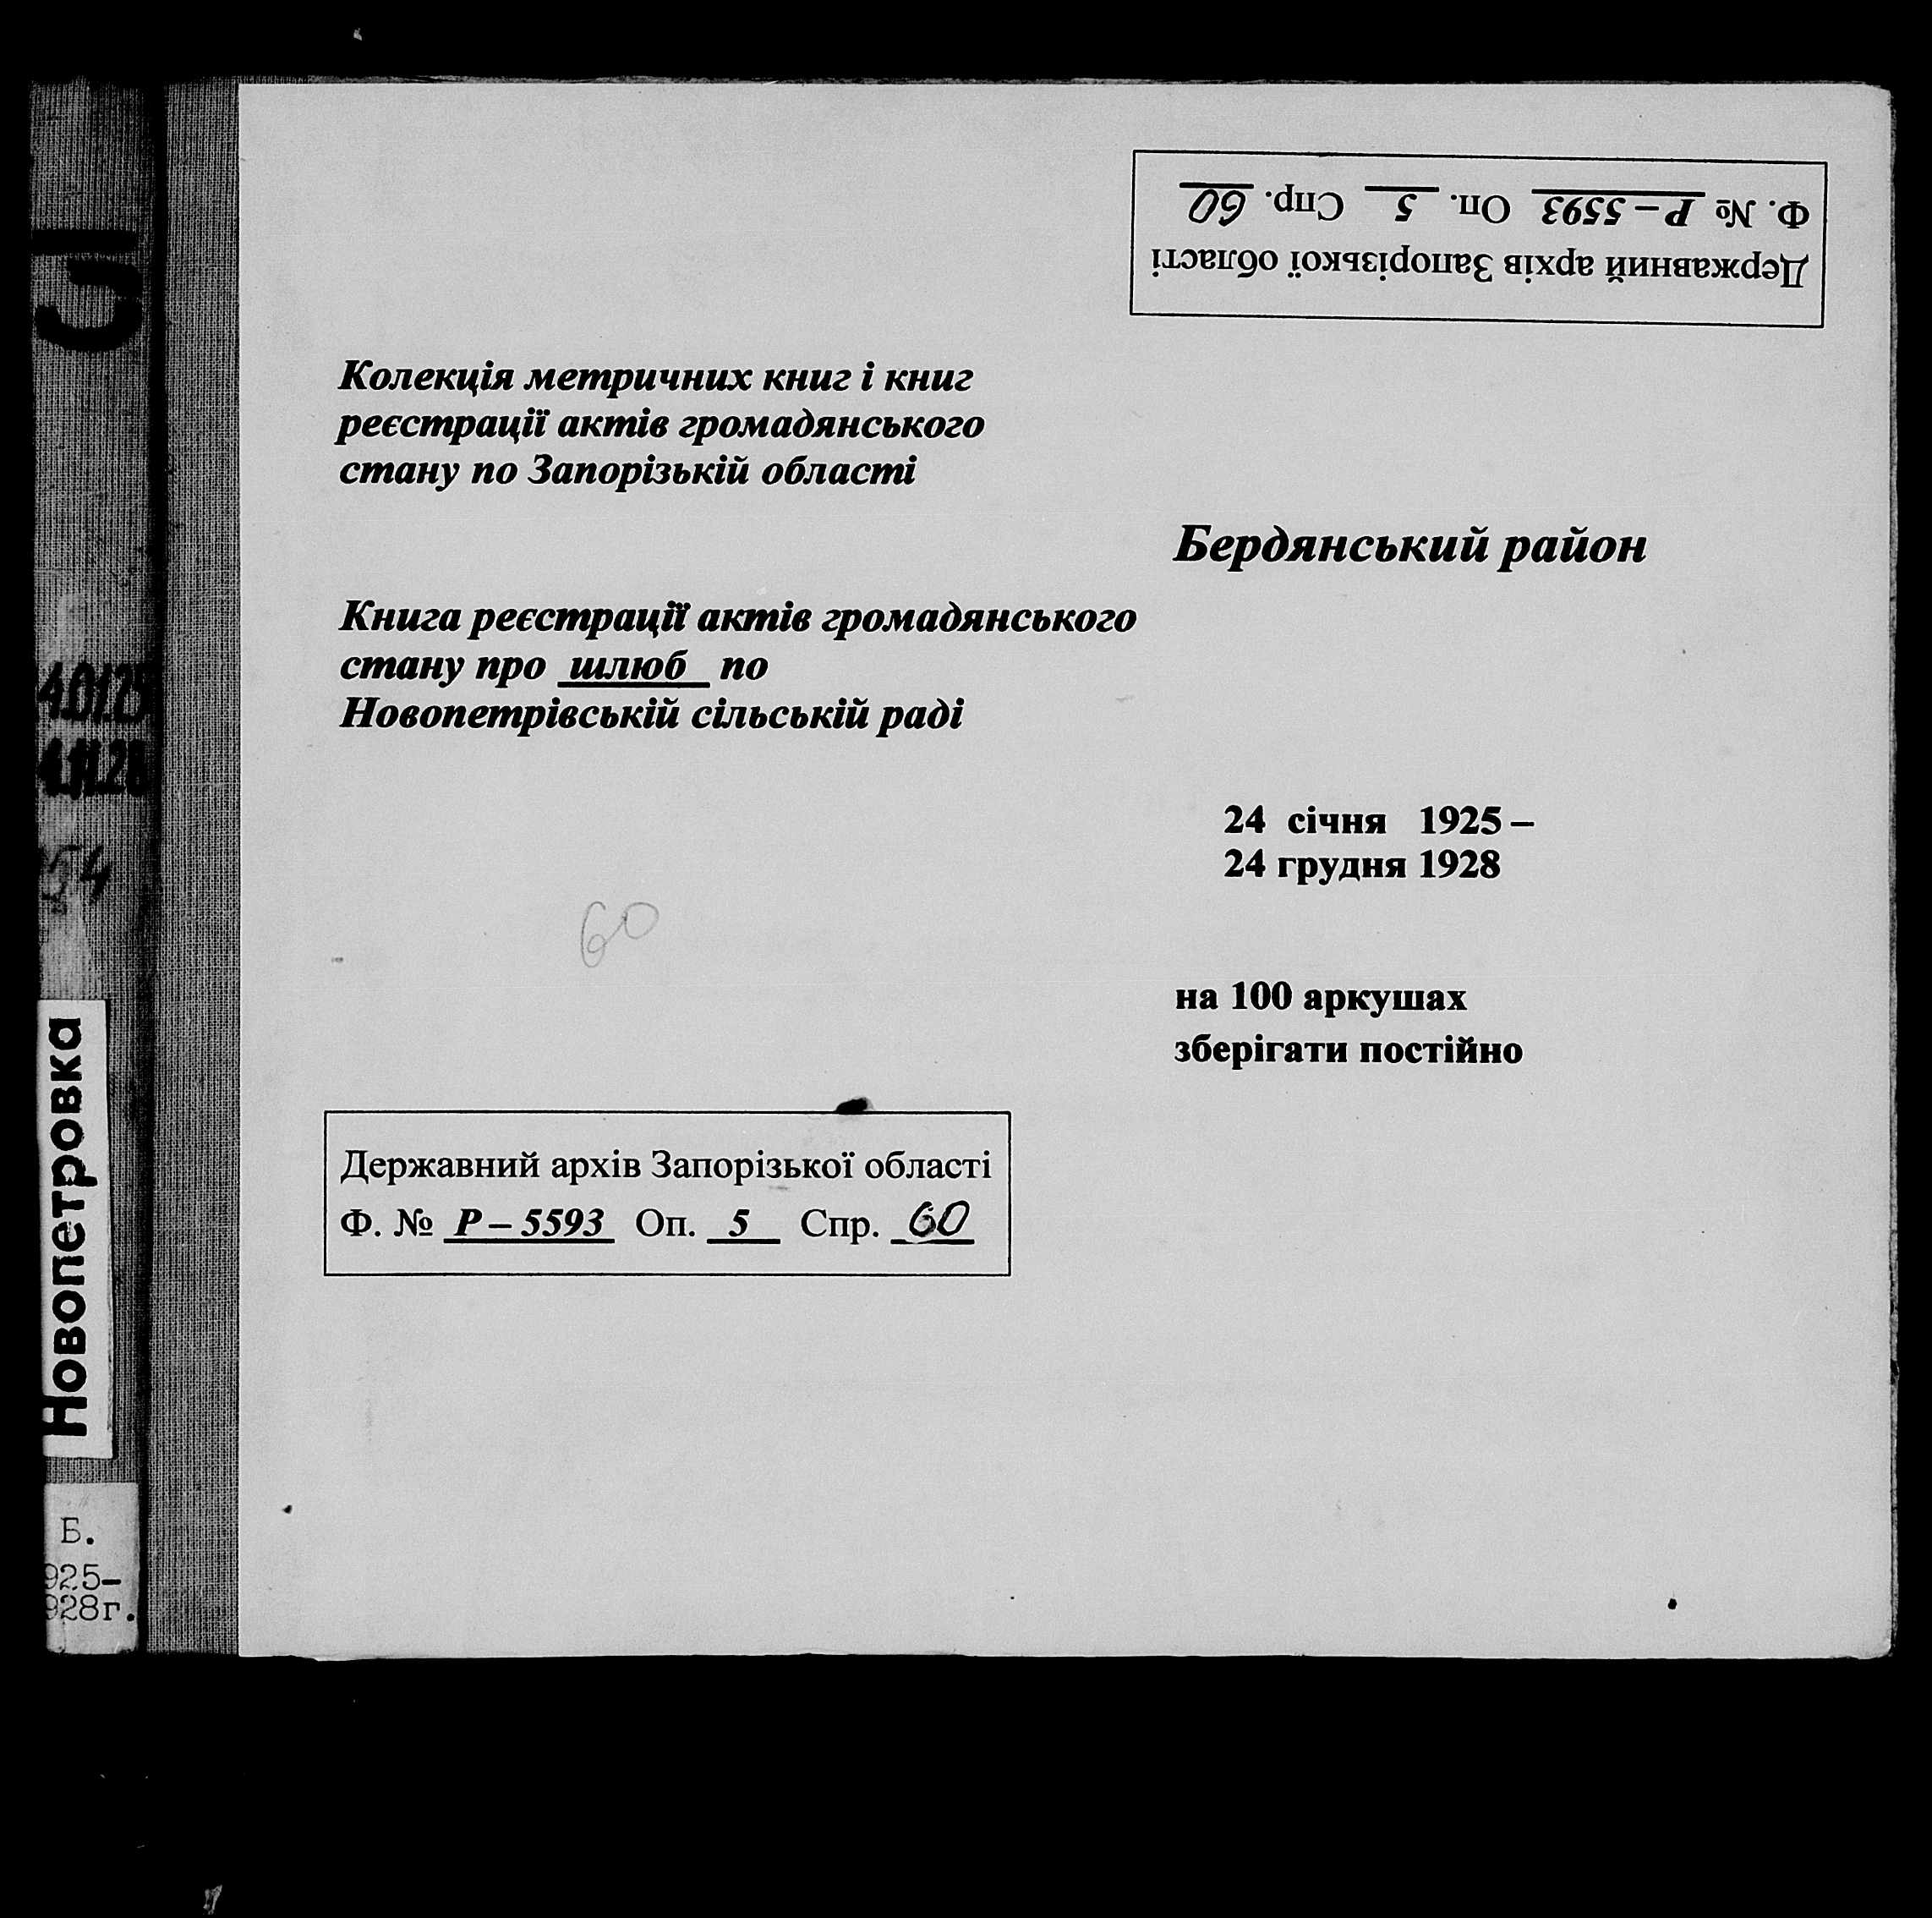 Державний архів Запорізької області
Ф. № Р – 5593 Оп. 5 Спр. 60
Колекція метричних книг і книг
реєстрації актів громадянського
стану по Запорізькій області
Бердянський район
Книга реєстрації актів громадянського
стану про шлюб по
Новопетрівській сільській раді
24 січня 1925 –
24 грудня 1928
60
на 100 аркушах
зберігати постійно
Державний архів Запорізької області
Ф. № Р – 5593 Оп. 5 Спр. 60
Новопетровка
Б.
925–
928г.